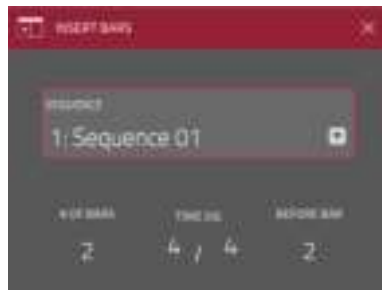 INSERT BARS
SEQUENCE
1: Sequence 01
# OF BARS TIME SIG BEFORE BAR
2 4 / 4 2